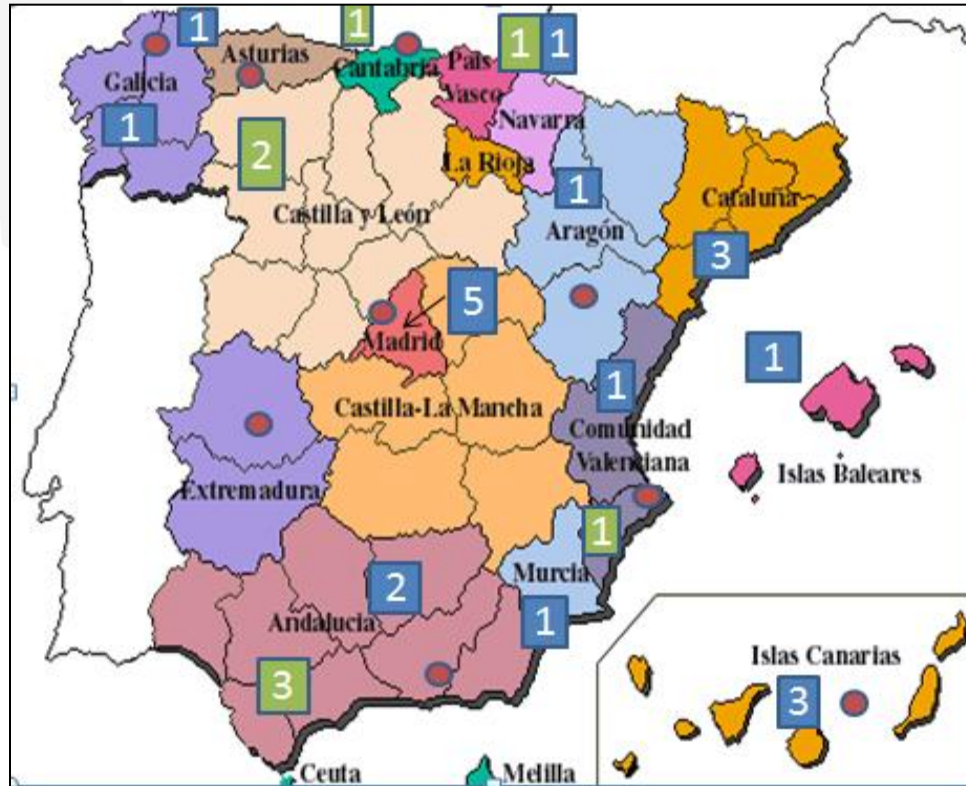 1
1
1
1
Asturias
Cantabria
País
Vasco
Galicia
1
Navarra
2
La Rioja
1
Cataluña
Castilla y León
Aragón
3
5
Madrid
1
1
Castilla-La Mancha
Comunidad
Valenciana
Islas Baleares
Extremadura
1
Murcia
2
Andalucia
1
Islas Canarias
3
3
Ceuta
Melilla